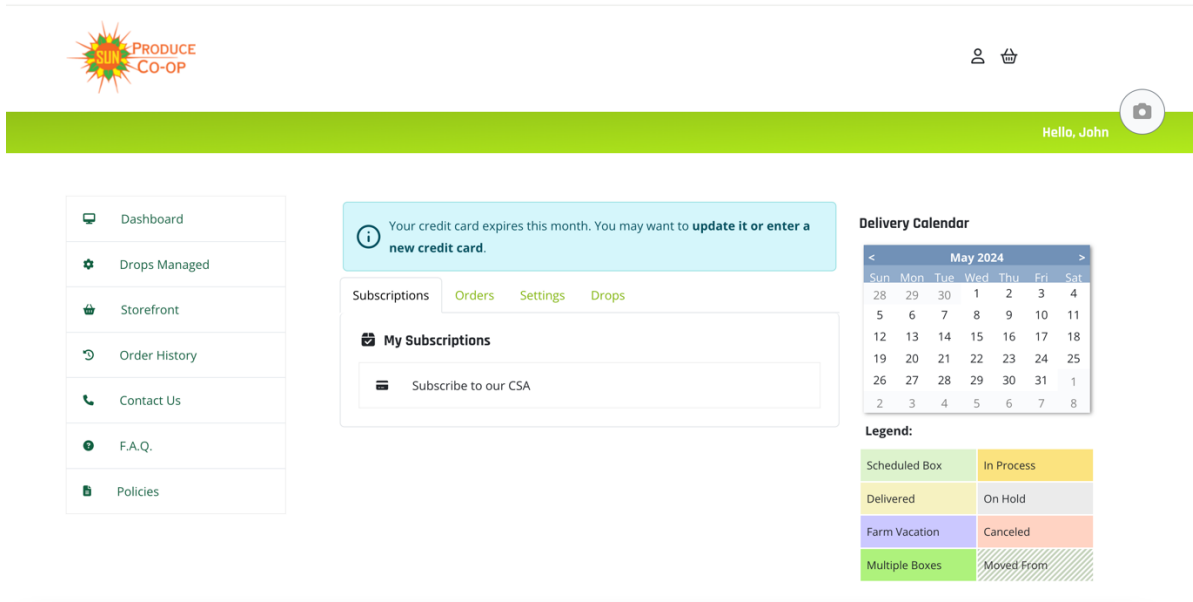 SUN PRODUCE
CO-OP
Hello, John
Dashboard
Drops Managed
Storefront
Order History
Contact Us
F.A.Q.
Policies
Your credit card expires this month. You may want to update it or enter a
new credit card.
Subscriptions Orders Settings Drops
My Subscriptions
Subscribe to our CSA
Delivery Calendar
< May 2024 >
Sun Mon Tue Wed Thu Fri Sat
28 29 30 1 2 3 4
5 6 7 8 9 10 11
12 13 14 15 16 17 18
19 20 21 22 23 24 25
26 27 28 29 30 31 1
2 3 4 5 6 7 8
Legend:
Scheduled Box In Process
Delivered On Hold
Farm Vacation Canceled
Multiple Boxes Moved From